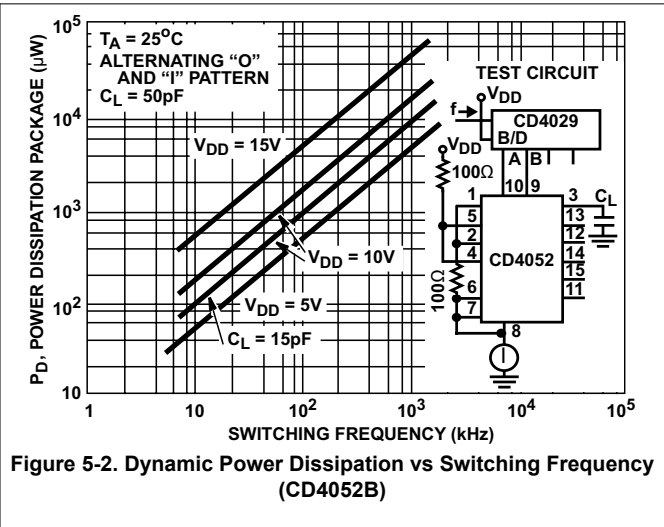 10⁵
10⁴
10³
10²
10
P_D, POWER DISSIPATION PACKAGE (µW)
T_A = 25°C
ALTERNATING “O”
AND “I” PATTERN
C_L = 50pF
V_DD = 15V
V_DD = 10V
V_DD = 5V
C_L = 15pF
TEST CIRCUIT
V_DD
f
CD4029
B/D
A B
V_DD
100Ω
10 9
1
5
2
4
6
7
100Ω
CD4052
3
13
12
14
15
11
C_L
8
I
1 10 10² 10³ 10⁴ 10⁵
SWITCHING FREQUENCY (kHz)
Figure 5-2. Dynamic Power Dissipation vs Switching Frequency
(CD4052B)